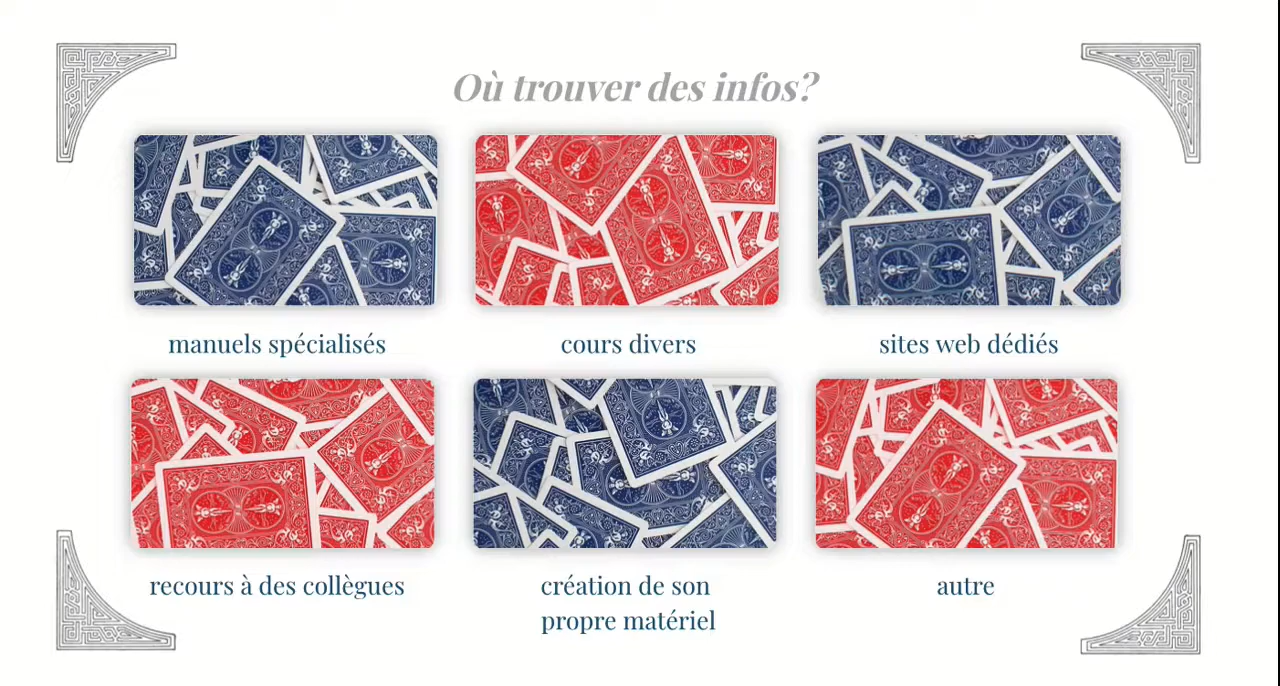 Où trouver des infos?
manuels spécialisés
cours divers
sites web dédiés
recours à des collègues
création de son
propre matériel
autre